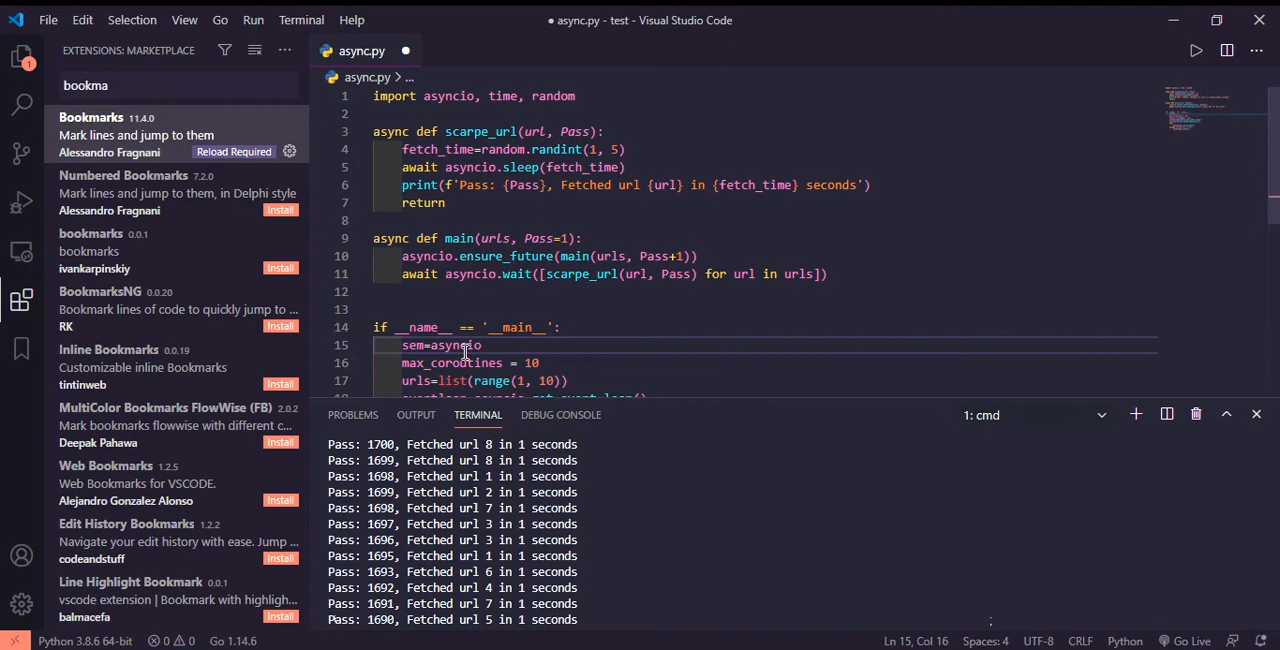 File Edit Selection View Go Run Terminal Help
● async.py - test - Visual Studio Code
EXTENSIONS: MARKETPLACE
bookma
Bookmarks 11.4.0
Mark lines and jump to them
Alessandro Fragnani Reload Required
Numbered Bookmarks 7.2.0
Mark lines and jump to them, in Delphi style
Alessandro Fragnani Install
bookmarks 0.0.1
bookmarks
ivankarpinskiy Install
BookmarksNG 0.0.20
Bookmark lines of code to quickly jump to ...
RK Install
Inline Bookmarks 0.0.19
Customizable inline Bookmarks
tintinweb Install
MultiColor Bookmarks FlowWise (FB) 2.0.2
Mark bookmarks flowwise with different c...
Deepak Pahawa Install
Web Bookmarks 1.2.5
Web Bookmarks for VSCODE.
Alejandro Gonzalez Alonso Install
Edit History Bookmarks 1.2.2
Navigate your edit history with ease. Jump ...
codeandstuff Install
Line Highlight Bookmark 0.0.1
vscode extension | Bookmark with highligh...
balmacefa Install
1
async.py ●
async.py > ...
1 import asyncio, time, random
2
3 async def scarpe_url(url, Pass):
4 fetch_time=random.randint(1, 5)
5 await asyncio.sleep(fetch_time)
6 print(f'Pass: {Pass}, Fetched url {url} in {fetch_time} seconds')
7 return
8
9 async def main(urls, Pass=1):
10 asyncio.ensure_future(main(urls, Pass+1))
11 await asyncio.wait([scarpe_url(url, Pass) for url in urls])
12
13
14 if __name__ == '__main__':
15 sem=asyncio
16 max_coroutines = 10
17 urls=list(range(1, 10))
PROBLEMS OUTPUT TERMINAL DEBUG CONSOLE 1: cmd
Pass: 1700, Fetched url 8 in 1 seconds
Pass: 1699, Fetched url 8 in 1 seconds
Pass: 1698, Fetched url 1 in 1 seconds
Pass: 1699, Fetched url 2 in 1 seconds
Pass: 1698, Fetched url 7 in 1 seconds
Pass: 1697, Fetched url 3 in 1 seconds
Pass: 1696, Fetched url 3 in 1 seconds
Pass: 1695, Fetched url 1 in 1 seconds
Pass: 1693, Fetched url 6 in 1 seconds
Pass: 1692, Fetched url 4 in 1 seconds
Pass: 1691, Fetched url 7 in 1 seconds
Pass: 1690, Fetched url 5 in 1 seconds
Python 3.8.6 64-bit 0 0 Go 1.14.6 Ln 15, Col 16 Spaces: 4 UTF-8 CRLF Python Go Live